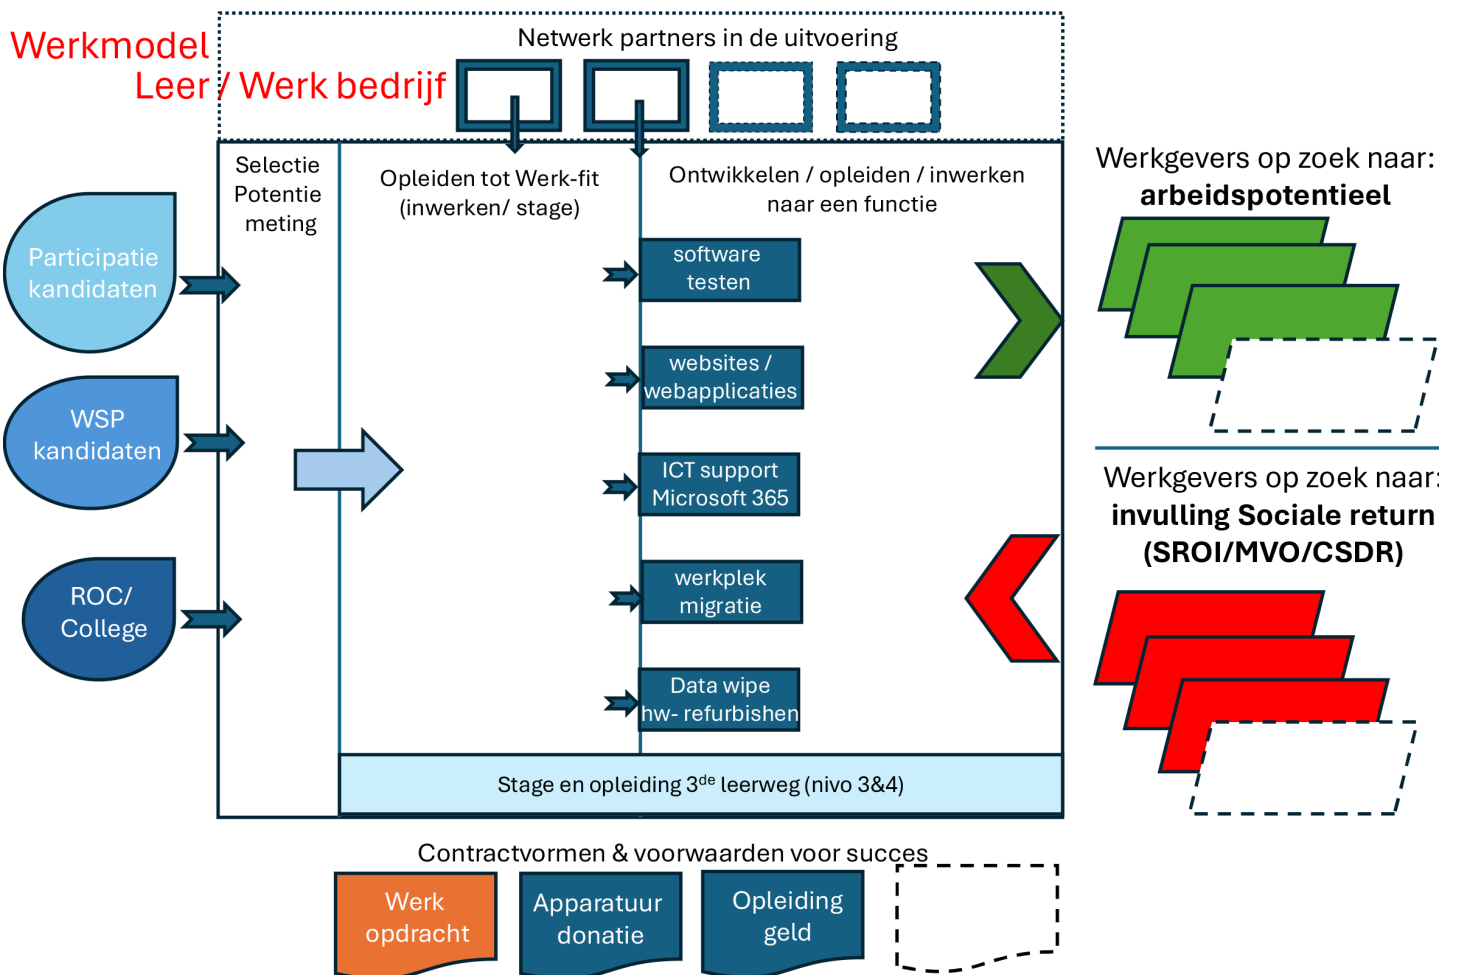 Werkmodel
Leer / Werk bedrijf
Netwerk partners in de uitvoering
Selectie
Potentie
meting
Opleiden tot Werk-fit
(inwerken/ stage)
Ontwikkelen / opleiden / inwerken
naar een functie
Participatie
kandidaten
WSP
kandidaten
ROC/
College
software
testen
websites /
webapplicaties
ICT support
Microsoft 365
werkplek
migratie
Data wipe
hw- refurbishen
Stage en opleiding 3de leerweg (nivo 3&4)
Werkgevers op zoek naar:
arbeidspotentieel
Werkgevers op zoek naar:
invulling Sociale return
(SROI/MVO/CSDR)
Contractvormen & voorwaarden voor succes
Werk
opdracht
Apparatuur
donatie
Opleiding
geld